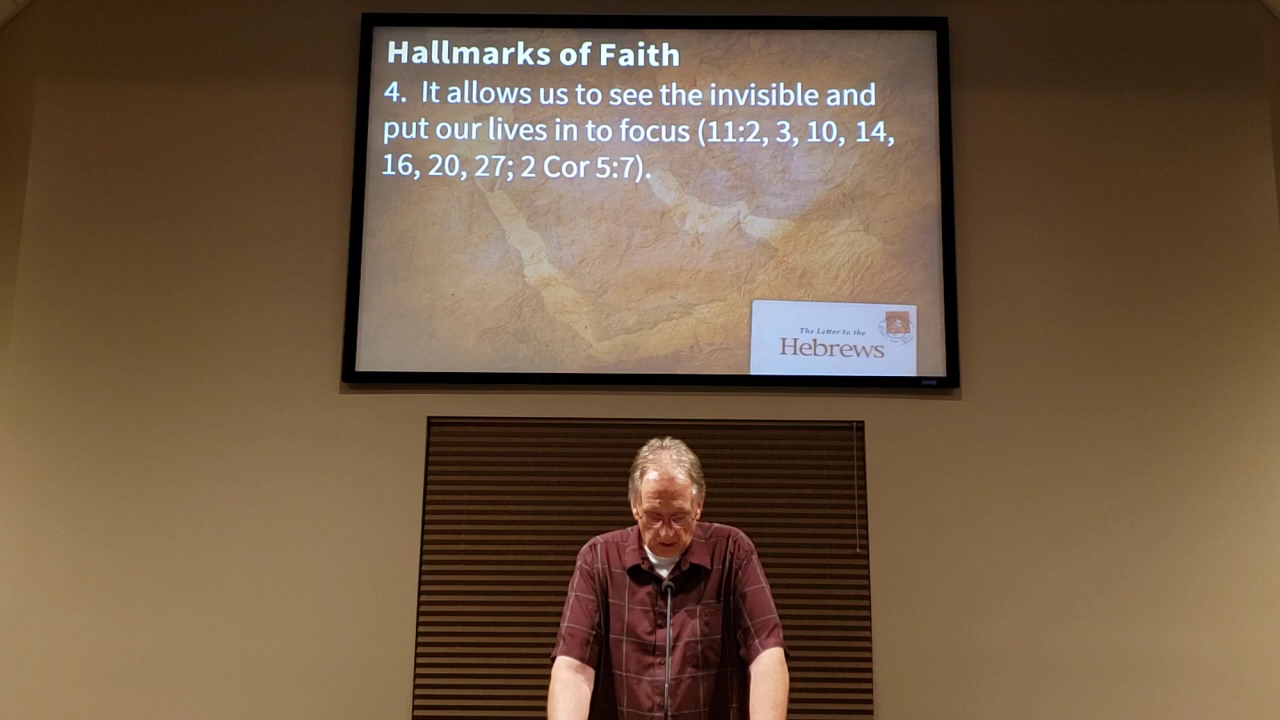 Hallmarks of Faith
4. It allows us to see the invisible and
put our lives in to focus (11:2, 3, 10, 14,
16, 20, 27; 2 Cor 5:7).
The Letter to the
Hebrews